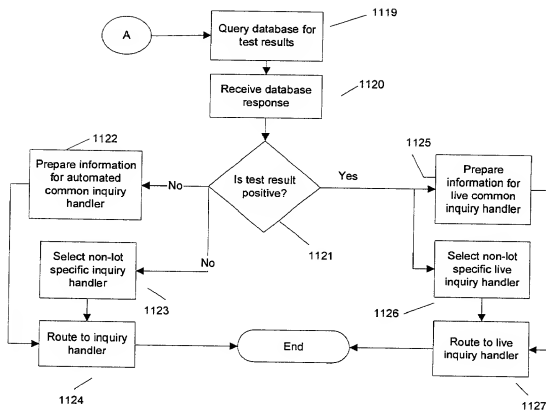 A
Query database for
test results
1119
Receive database
response
1120
1122
Prepare information
for automated
common inquiry
handler
No
Is test result
positive?
Yes
1125
Prepare
information for
live common
inquiry handler
1121
No
Select non-lot
specific inquiry
handler
1123
Select non-lot
specific live
inquiry handler
1126
Route to inquiry
handler
1124
End
Route to live
inquiry handler
1127